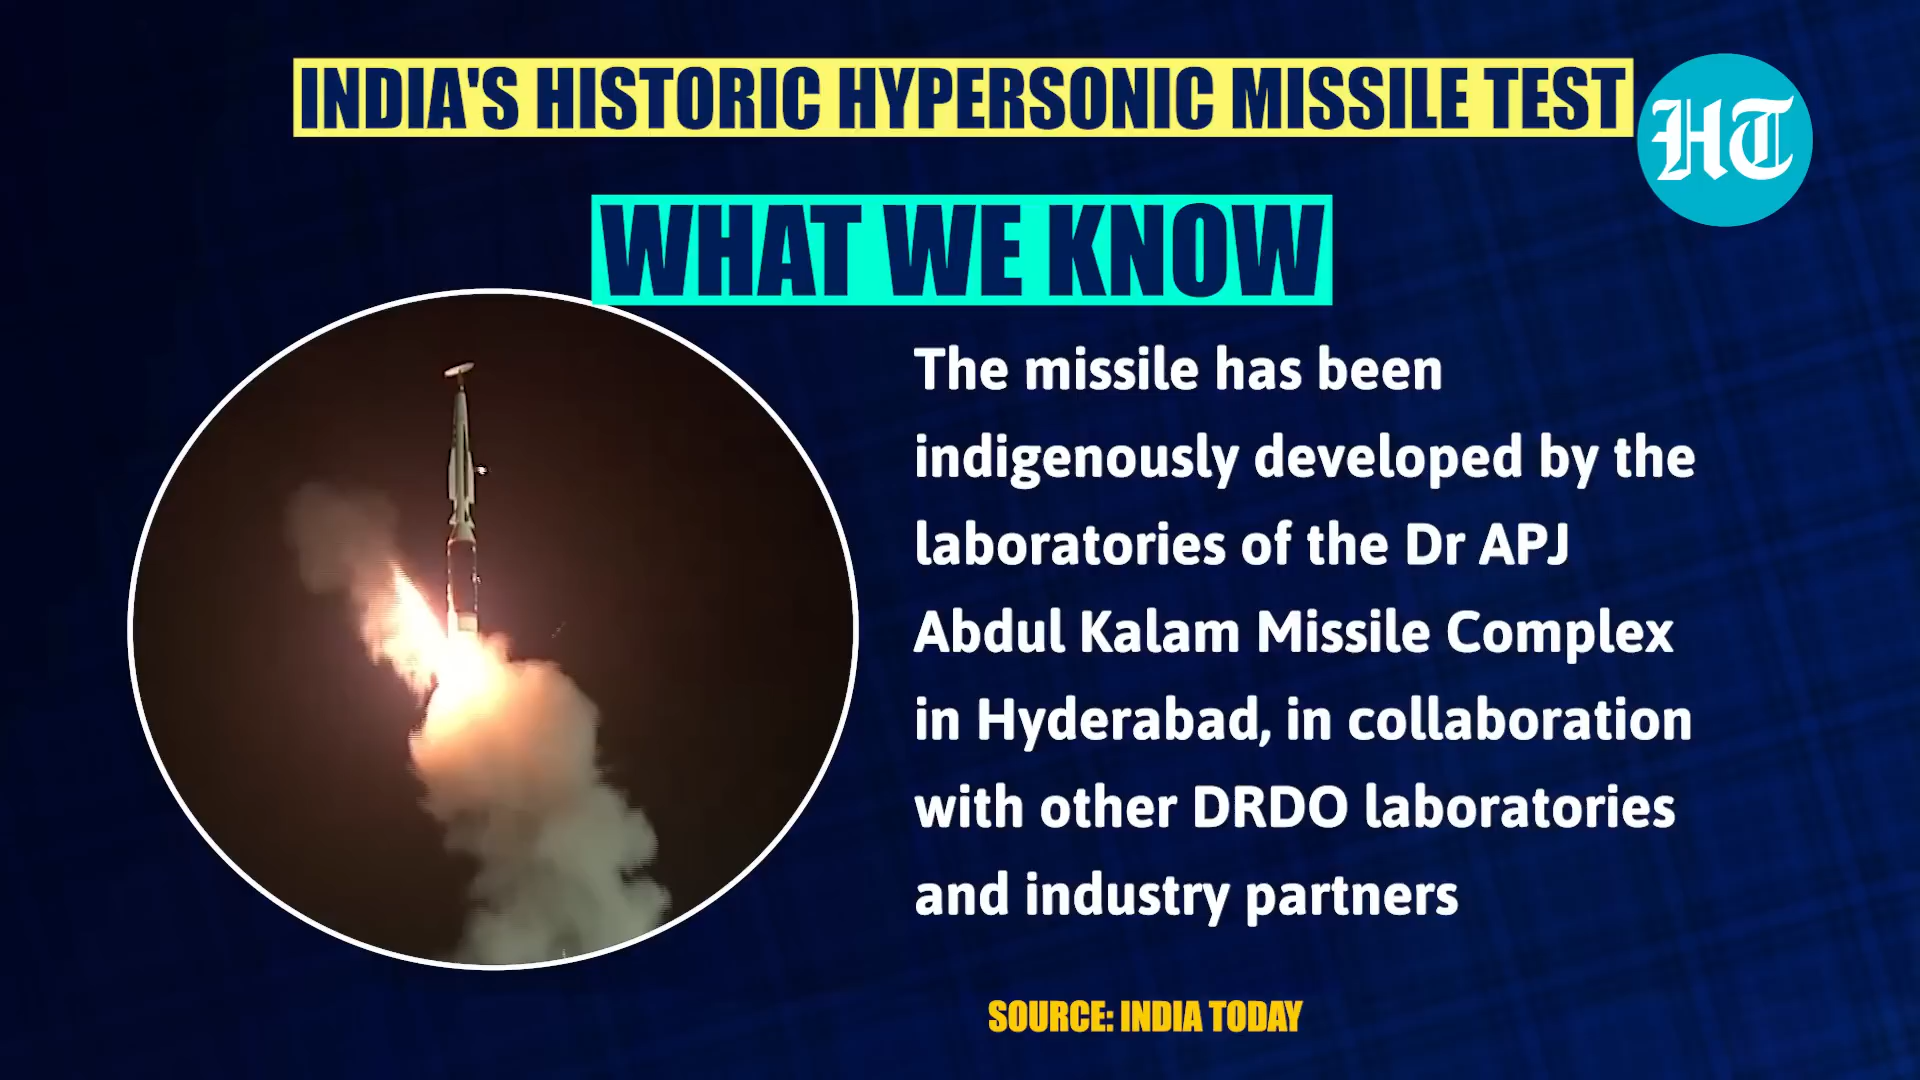 INDIA'S HISTORIC HYPERSONIC MISSILE TEST
HT
WHAT WE KNOW
The missile has been
indigenously developed by the
laboratories of the Dr APJ
Abdul Kalam Missile Complex
in Hyderabad, in collaboration
with other DRDO laboratories
and industry partners
SOURCE: INDIA TODAY